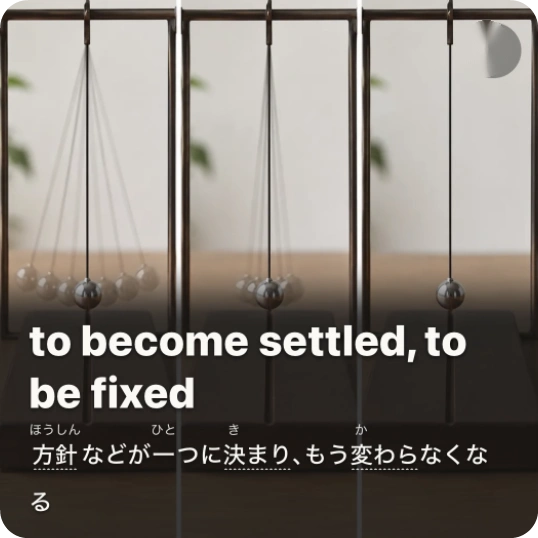 to become settled, to
be fixed
ほうしん ひと き か
方針などが一つに決まり、もう変わらなくな
る